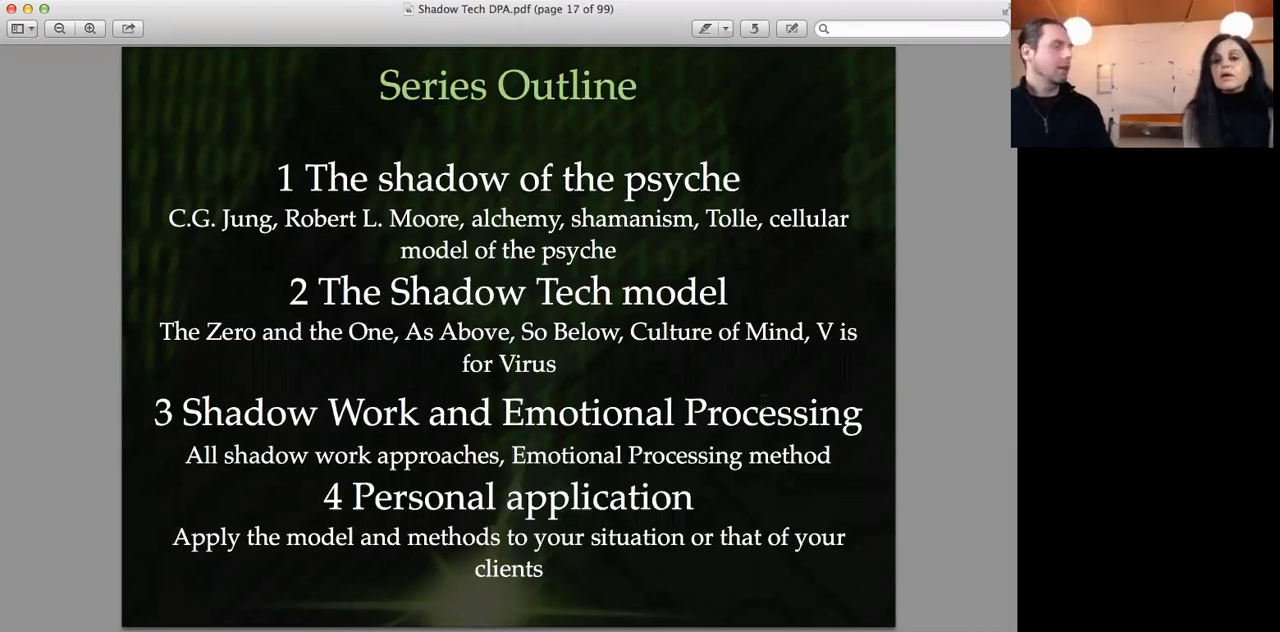 Shadow Tech DPA.pdf (page 17 of 99)
Series Outline
1 The shadow of the psyche
C.G. Jung, Robert L. Moore, alchemy, shamanism, Tolle, cellular
model of the psyche
2 The Shadow Tech model
The Zero and the One, As Above, So Below, Culture of Mind, V is
for Virus
3 Shadow Work and Emotional Processing
All shadow work approaches, Emotional Processing method
4 Personal application
Apply the model and methods to your situation or that of your
clients